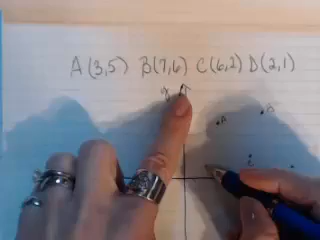 A(3,5) B(7,6) C(6,2) D(2,1)
A